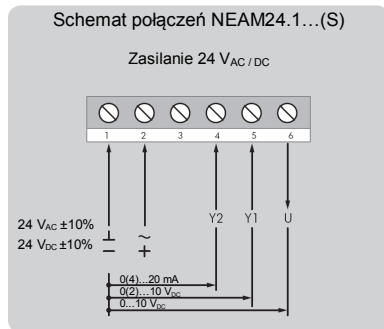 Schemat połączeń NEAM24.1…(S)
Zasilanie 24 VAC / DC
1 2 3 4 5 6
Y2 Y1 U
24 VAC ±10% ⊥ ~
24 VDC ±10% − +
0(4)...20 mA
0(2)…10 VDC
0...10 VDC